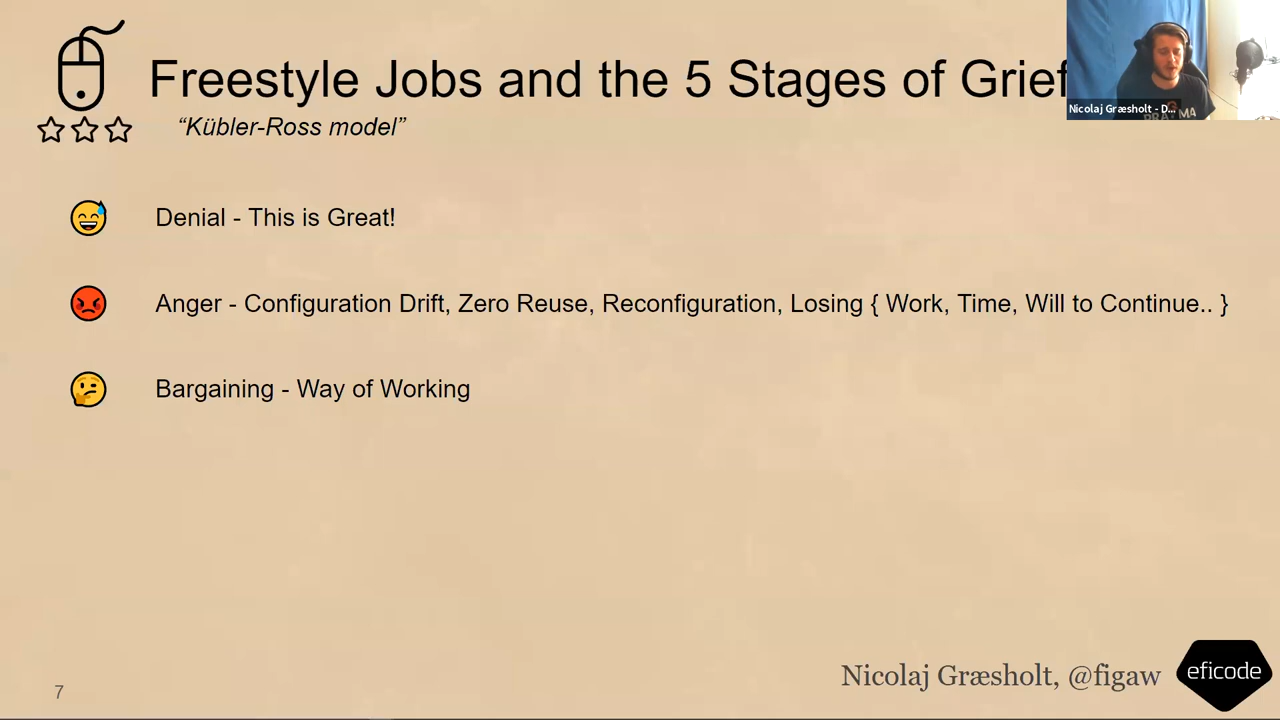 Freestyle Jobs and the 5 Stages of Grief
“Kübler-Ross model”
Nicolaj Græsholt - D...
Denial - This is Great!
Anger - Configuration Drift, Zero Reuse, Reconfiguration, Losing { Work, Time, Will to Continue.. }
Bargaining - Way of Working
7
Nicolaj Græsholt, @figaw
eficode